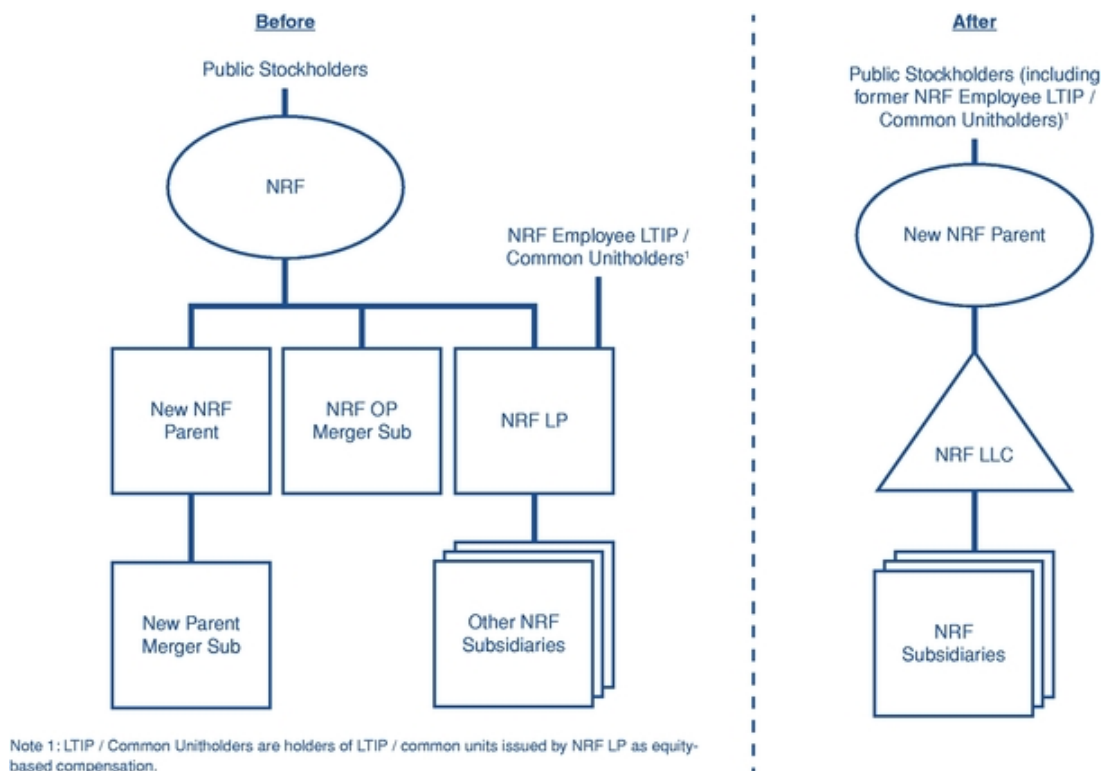 Before
Public Stockholders
NRF
NRF Employee LTIP /
Common Unitholders¹
New NRF
Parent
NRF OP
Merger Sub
NRF LP
New Parent
Merger Sub
Other NRF
Subsidiaries
Note 1: LTIP / Common Unitholders are holders of LTIP / common units issued by NRF LP as equity-
based compensation.
After
Public Stockholders (including
former NRF Employee LTIP /
Common Unitholders)¹
New NRF Parent
NRF LLC
NRF
Subsidiaries